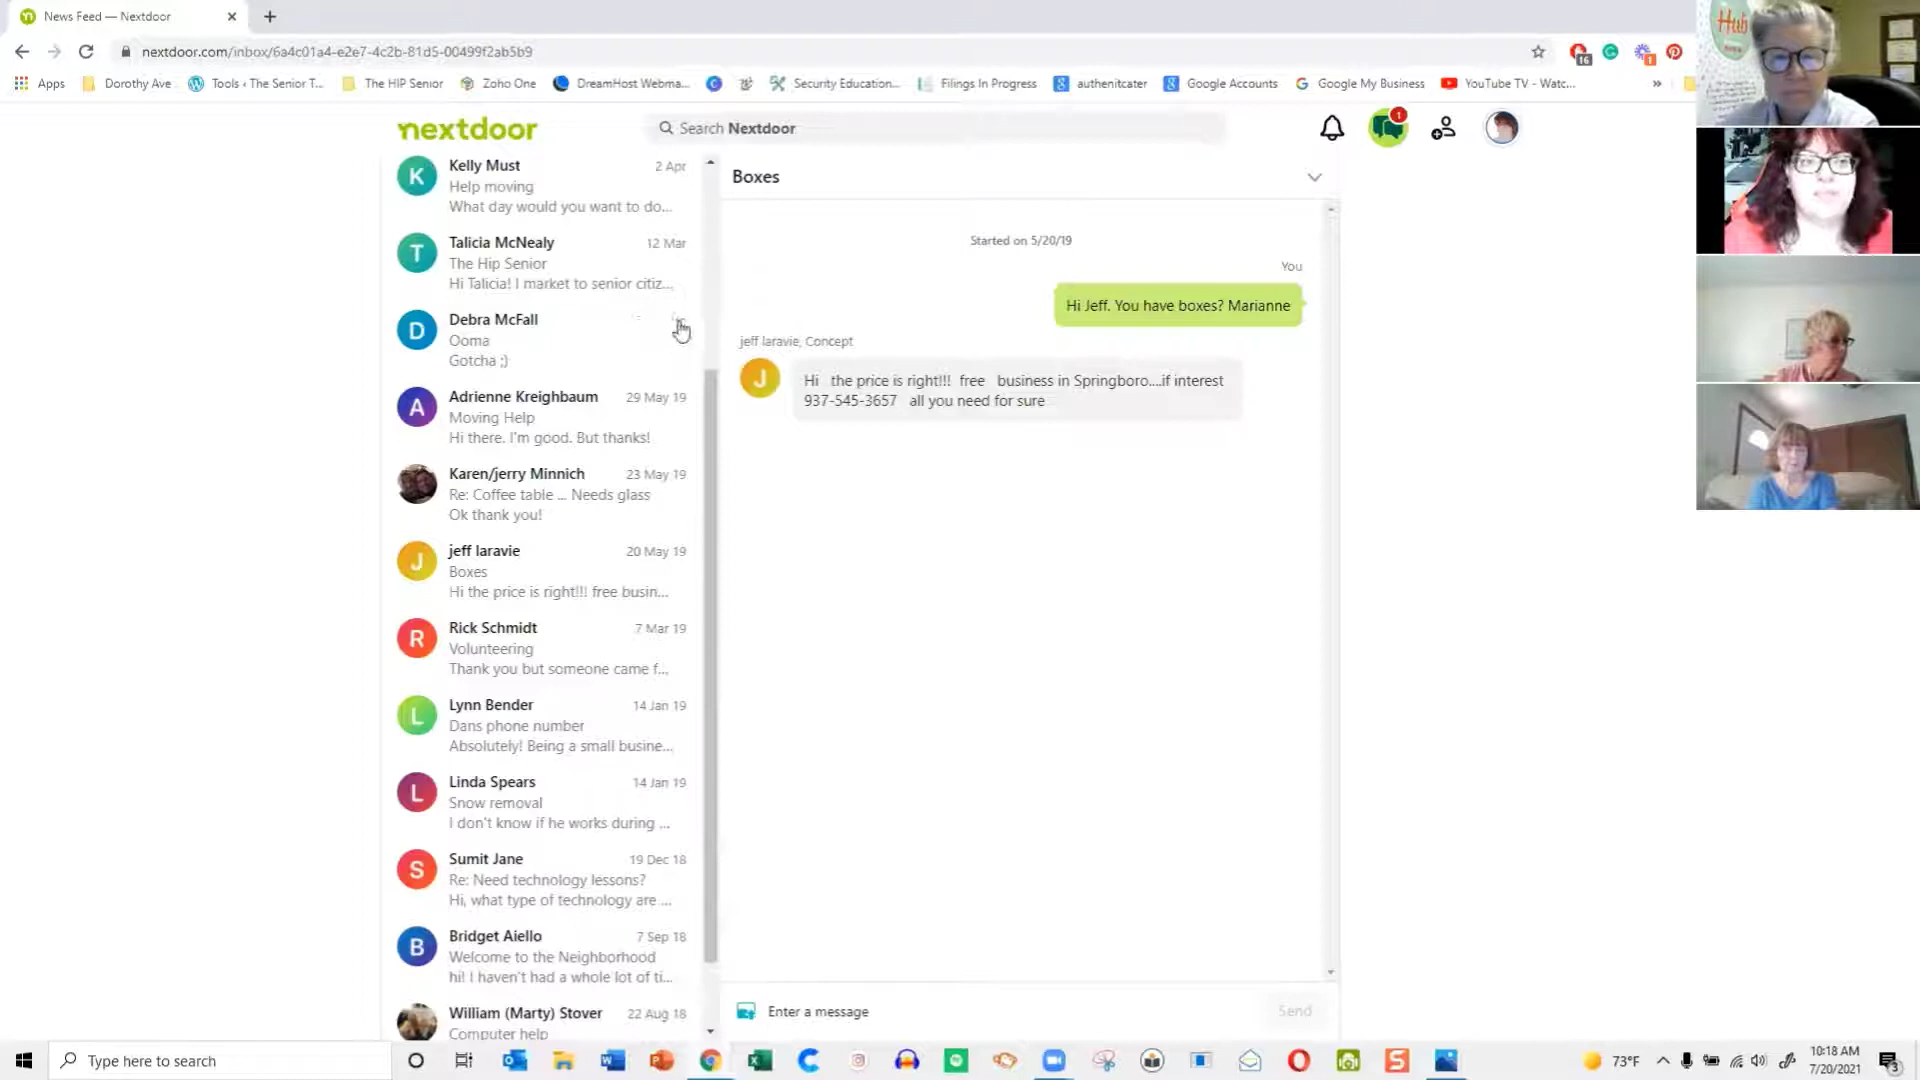 News Feed — Nextdoor
nextdoor.com/inbox/6a4c01a4-e2e7-4c2b-81d5-00499f2ab5b9
16
1
Apps
Dorothy Ave
Tools ‹ The Senior T...
The HIP Senior
Zoho One
DreamHost Webma...
Security Education...
Filings In Progress
authenitcater
Google Accounts
Google My Business
YouTube TV - Watc...
»
nextdoor
Search Nextdoor
1
Hub
K
Kelly Must
2 Apr
Help moving
What day would you want to do...
T
Talicia McNealy
12 Mar
The Hip Senior
Hi Talicia! I market to senior citiz...
D
Debra McFall
Ooma
Gotcha ;)
A
Adrienne Kreighbaum
29 May 19
Moving Help
Hi there. I'm good. But thanks!
Karen/jerry Minnich
23 May 19
Re: Coffee table ... Needs glass
Ok thank you!
J
jeff laravie
20 May 19
Boxes
Hi the price is right!!! free busin...
R
Rick Schmidt
7 Mar 19
Volunteering
Thank you but someone came f...
L
Lynn Bender
14 Jan 19
Dans phone number
Absolutely! Being a small busine...
L
Linda Spears
14 Jan 19
Snow removal
I don't know if he works during ...
S
Sumit Jane
19 Dec 18
Re: Need technology lessons?
Hi, what type of technology are ...
B
Bridget Aiello
7 Sep 18
Welcome to the Neighborhood
hi! I haven't had a whole lot of ti...
William (Marty) Stover
22 Aug 18
Computer help
Boxes
Started on 5/20/19
You
Hi Jeff. You have boxes? Marianne
jeff laravie, Concept
J
Hi the price is right!!! free business in Springboro....if interest
937-545-3657 all you need for sure
Enter a message
Send
Type here to search
73°F
10:18 AM
7/20/2021
3